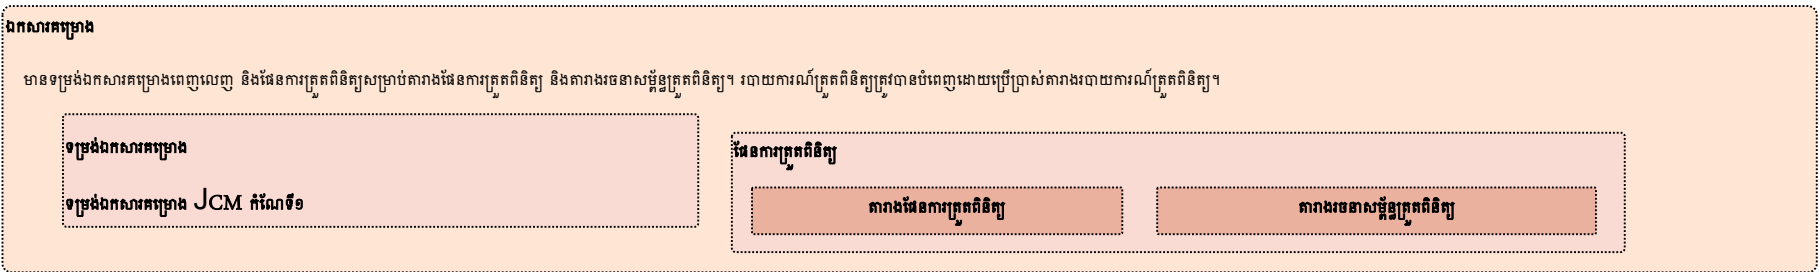 ឯកសារគម្រោង
មានទម្រង់ឯកសារគម្រោងពេញលេញ និងផែនការត្រួតពិនិត្យសម្រាប់តារាងផែនការត្រួតពិនិត្យ និងតារាងរចនាសម្ព័ន្ធត្រួតពិនិត្យ។ របាយការណ៍ត្រួតពិនិត្យត្រូវបានបំពេញដោយប្រើប្រាស់តារាងរបាយការណ៍ត្រួតពិនិត្យ។
ទម្រង់ឯកសារគម្រោង
ទម្រង់ឯកសារគម្រោង JCM កំណែទី១
ផែនការត្រួតពិនិត្យ
តារាងផែនការត្រួតពិនិត្យ
តារាងរចនាសម្ព័ន្ធត្រួតពិនិត្យ